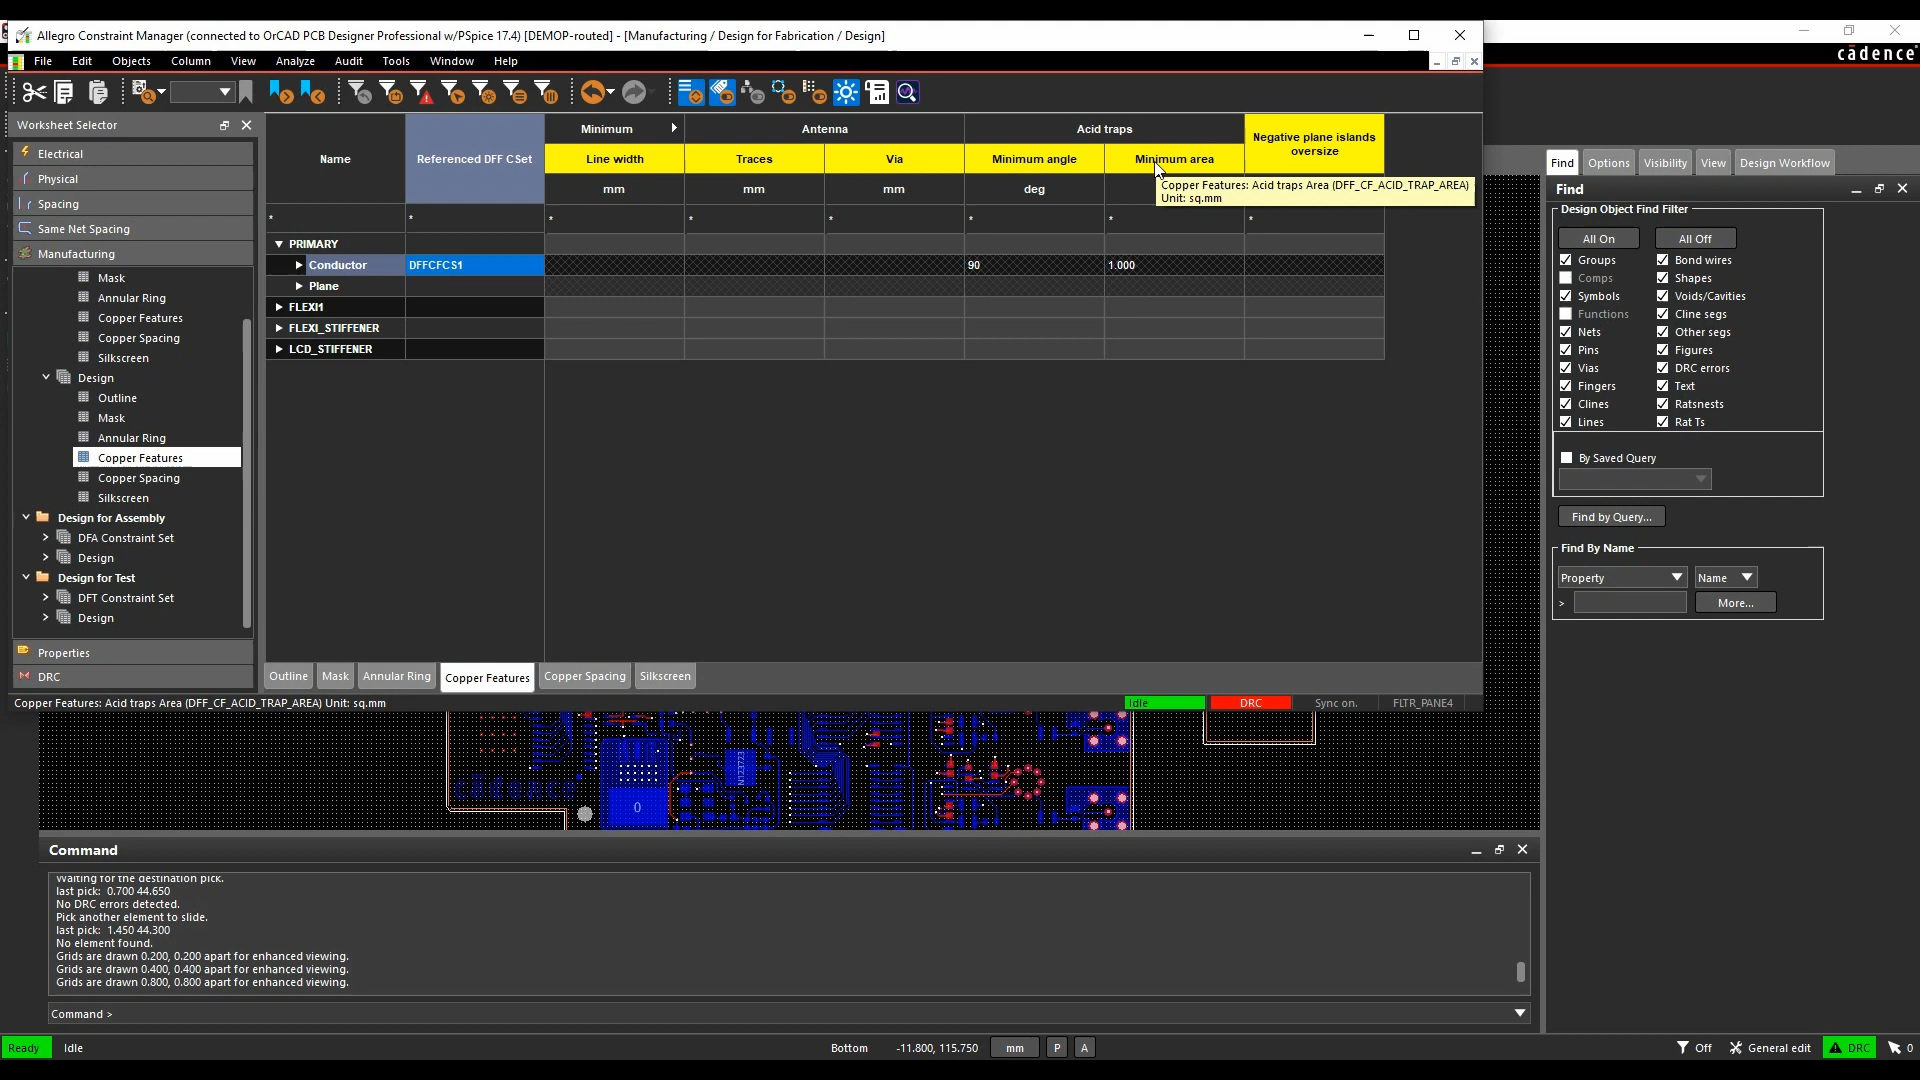 Allegro Constraint Manager (connected to OrCAD PCB Designer Professional w/PSpice 17.4) [DEMOP-routed] - [Manufacturing / Design for Fabrication / Design]
cādence
File Edit Objects Column View Analyze Audit Tools Window Help
Worksheet Selector
Electrical
Physical
Spacing
Same Net Spacing
Manufacturing
Mask
Annular Ring
Copper Features
Copper Spacing
Silkscreen
Design
Outline
Mask
Annular Ring
Copper Features
Copper Spacing
Silkscreen
Design for Assembly
DFA Constraint Set
Design
Design for Test
DFT Constraint Set
Design
Properties
DRC
Name
Referenced DFF CSet
Minimum
Antenna
Acid traps
Negative plane islands
oversize
Line width
Traces
Via
Minimum angle
Minimum area
mm
mm
mm
deg
Copper Features: Acid traps Area (DFF_CF_ACID_TRAP_AREA)
Unit: sq.mm
* * * * * * * *
PRIMARY
Conductor DFFCFCS1 90 1.000
Plane
FLEXI1
FLEXI_STIFFENER
LCD_STIFFENER
Outline Mask Annular Ring Copper Features Copper Spacing Silkscreen
Copper Features: Acid traps Area (DFF_CF_ACID_TRAP_AREA) Unit: sq.mm
Idle DRC Sync on. FLTR_PANE4
Find Options Visibility View Design Workflow
Find
Design Object Find Filter
All On All Off
Groups Bond wires
Comps Shapes
Symbols Voids/Cavities
Functions Cline segs
Nets Other segs
Pins Figures
Vias DRC errors
Fingers Text
Clines Ratsnests
Lines Rat Ts
By Saved Query
Find by Query...
Find By Name
Property Name
> More...
cadence
0
N173723
Command
Waiting for the destination pick.
last pick: 0.700 44.650
No DRC errors detected.
Pick another element to slide.
last pick: 1.450 44.300
No element found.
Grids are drawn 0.200, 0.200 apart for enhanced viewing.
Grids are drawn 0.400, 0.400 apart for enhanced viewing.
Grids are drawn 0.800, 0.800 apart for enhanced viewing.
Command >
Ready Idle Bottom -11.800, 115.750 mm P A Off General edit DRC 0